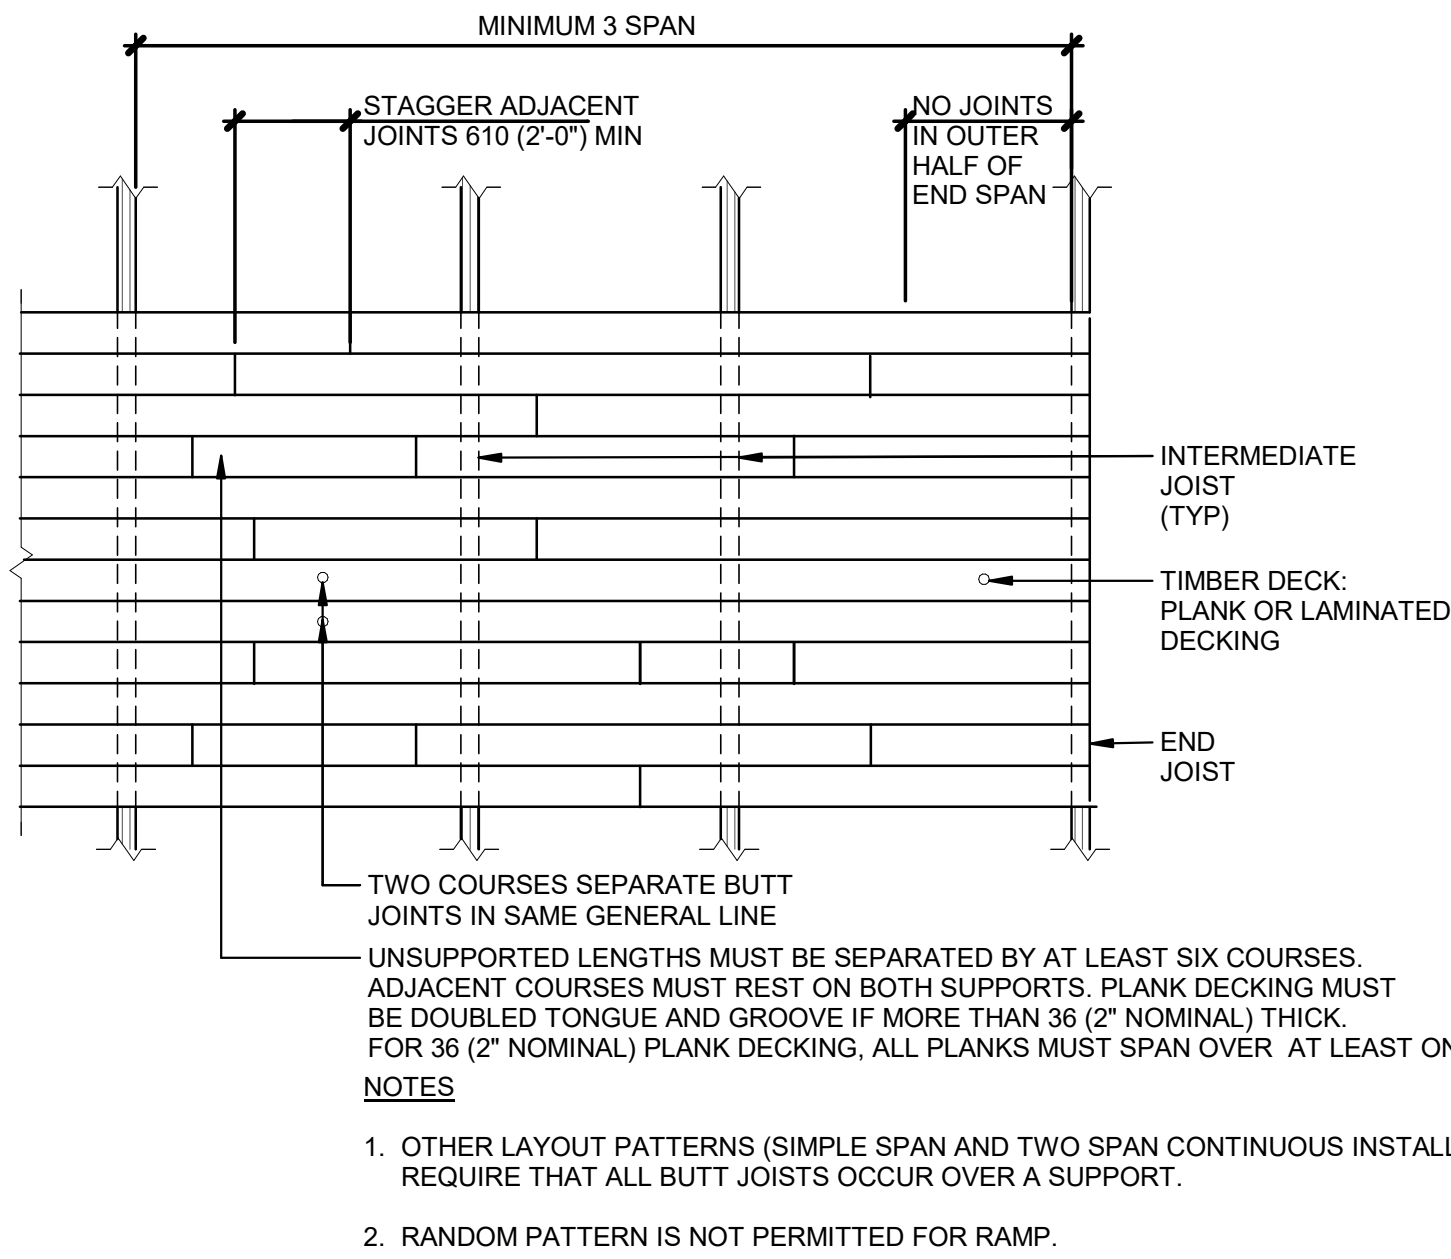 MINIMUM 3 SPAN
STAGGER ADJACENT
JOINTS 610 (2'-0") MIN
NO JOINTS
IN OUTER
HALF OF
END SPAN
INTERMEDIATE
JOIST
(TYP)
TIMBER DECK:
PLANK OR LAMINATED
DECKING
END
JOIST
TWO COURSES SEPARATE BUTT
JOINTS IN SAME GENERAL LINE
UNSUPPORTED LENGTHS MUST BE SEPARATED BY AT LEAST SIX COURSES.
ADJACENT COURSES MUST REST ON BOTH SUPPORTS. PLANK DECKING MUST
BE DOUBLED TONGUE AND GROOVE IF MORE THAN 36 (2" NOMINAL) THICK.
FOR 36 (2" NOMINAL) PLANK DECKING, ALL PLANKS MUST SPAN OVER AT LEAST
NOTES
1. OTHER LAYOUT PATTERNS (SIMPLE SPAN AND TWO SPAN CONTINUOUS
REQUIRE THAT ALL BUTT JOISTS OCCUR OVER A SUPPORT.
2. RANDOM PATTERN IS NOT PERMITTED FOR RAMP.